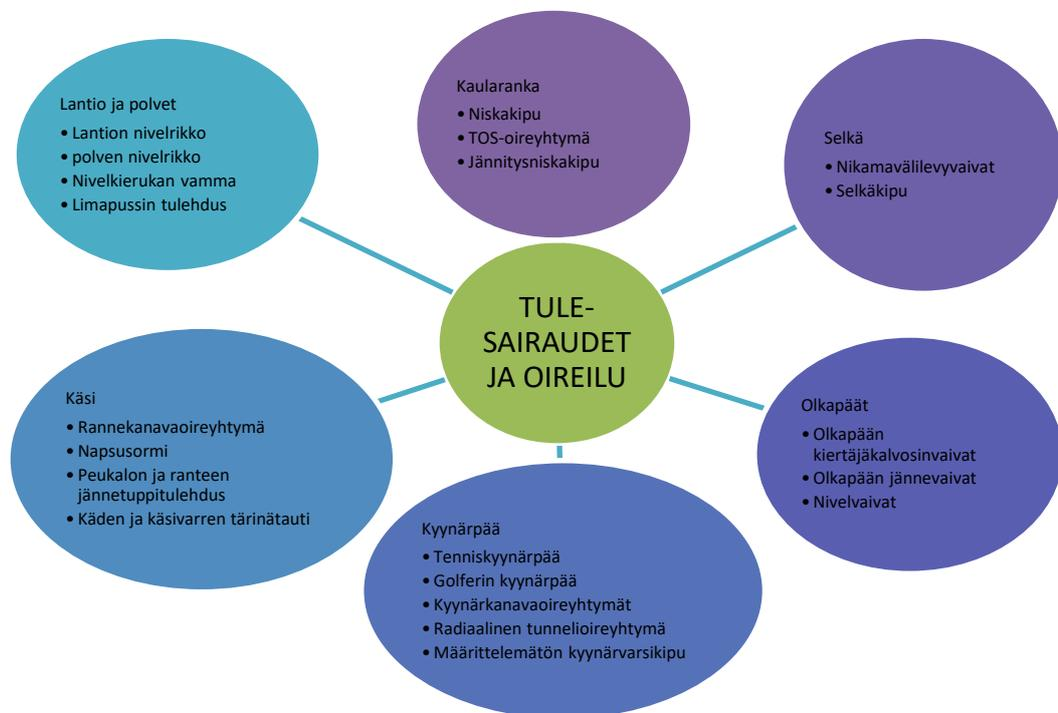 Lantio ja polvet
• Lantion nivelrikko
• polven nivelrikko
• Nivelkierukan vamma
• Limapussin tulehdus
Kaularanka
• Niskakipu
• TOS-oireyhtymä
• Jännitysniskakipu
Selkä
• Nikamavälilevyvaivat
• Selkäkipu
TULE-
SAIRAUDET
JA OIREILU
Käsi
• Rannekanavaoireyhtymä
• Napsusormi
• Peukalon ja ranteen
jännetuppitulehdus
• Käden ja käsivarren tärinätauti
Olkapäät
• Olkapään
kiertäjäkalvosinvaivat
• Olkapään jännevaivat
• Nivelvaivat
Kyynärpää
• Tenniskyynärpää
• Golferin kyynärpää
• Kyynärkanavaoireyhtymät
• Radiaalinen tunnelioireyhtymä
• Määrittelemätön kyynärvarsikipu